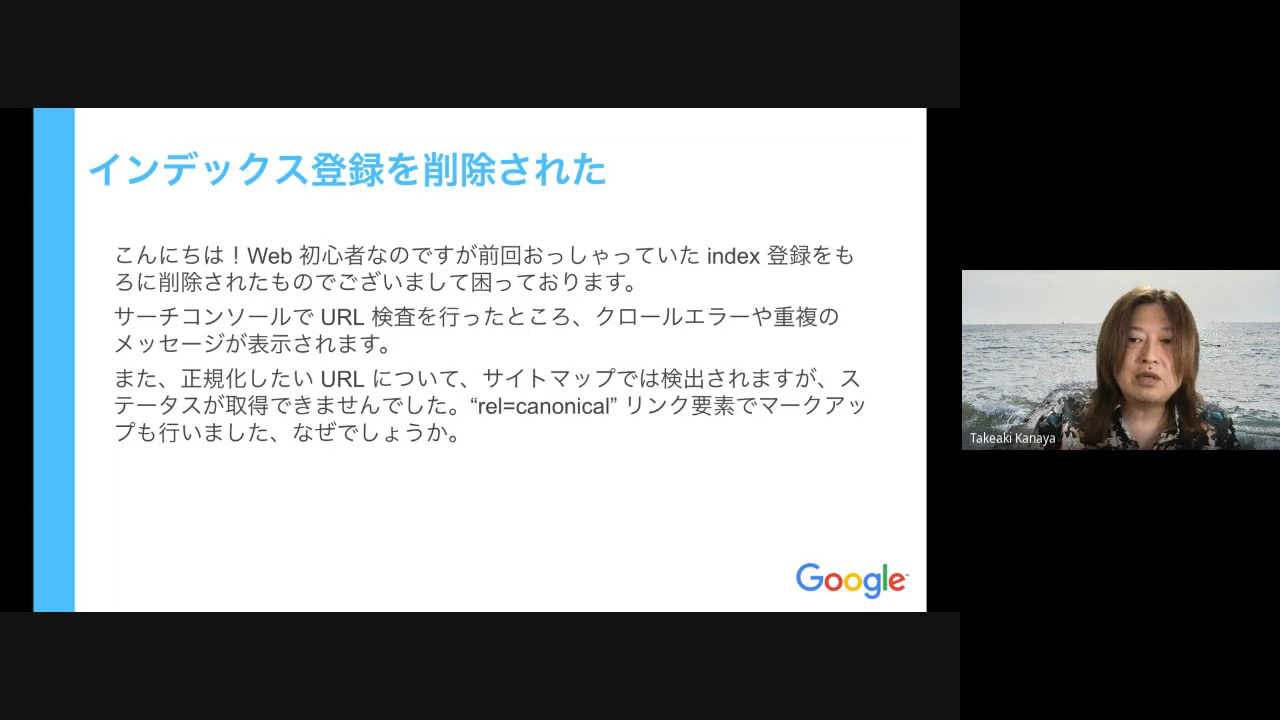 インデックス登録を削除された
こんにちは！Web 初心者なのですが前回おっしゃっていた index 登録をも
ろに削除されたものでございまして困っております。
サーチコンソールで URL 検査を行ったところ、クロールエラーや重複の
メッセージが表示されます。
また、正規化したい URL について、サイトマップでは検出されますが、ス
テータスが取得できませんでした。“rel=canonical” リンク要素でマークアッ
プも行いました、なぜでしょうか。
Google
Takeaki Kanaya